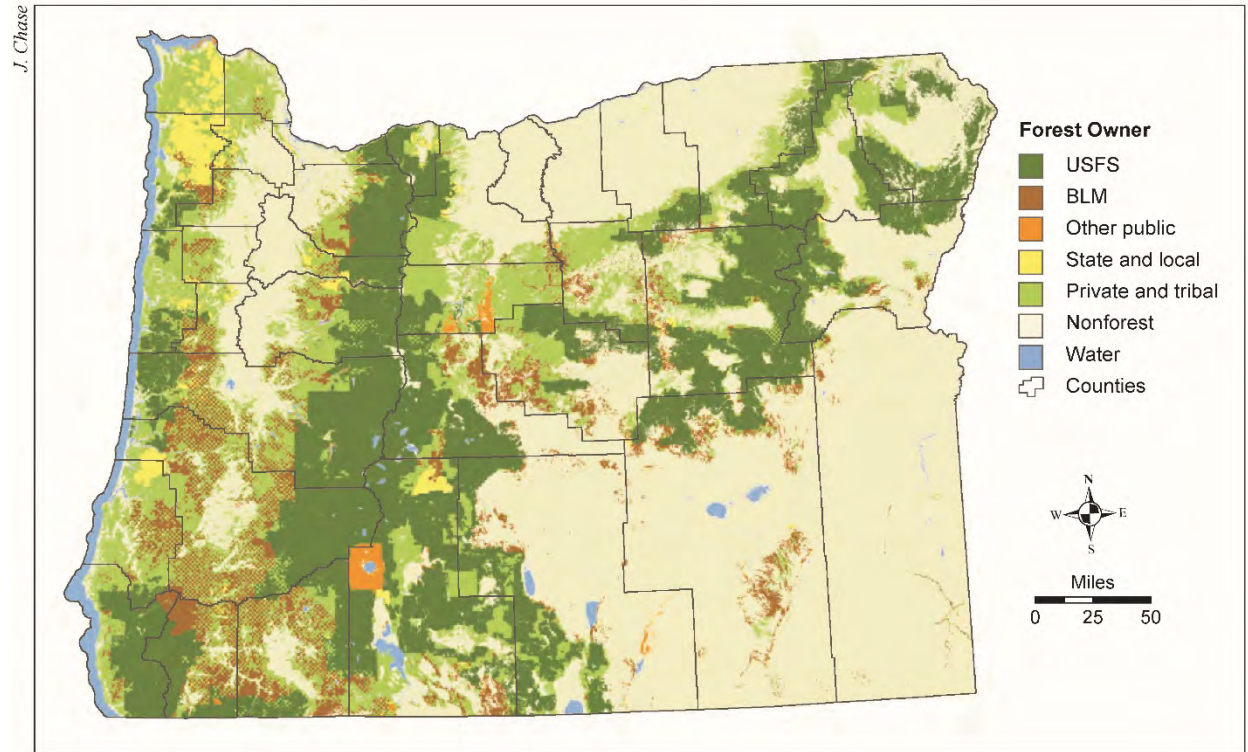 J. Chase
Forest Owner
USFS
BLM
Other public
State and local
Private and tribal
Nonforest
Water
Counties
N
W E
S
Miles
0 25 50